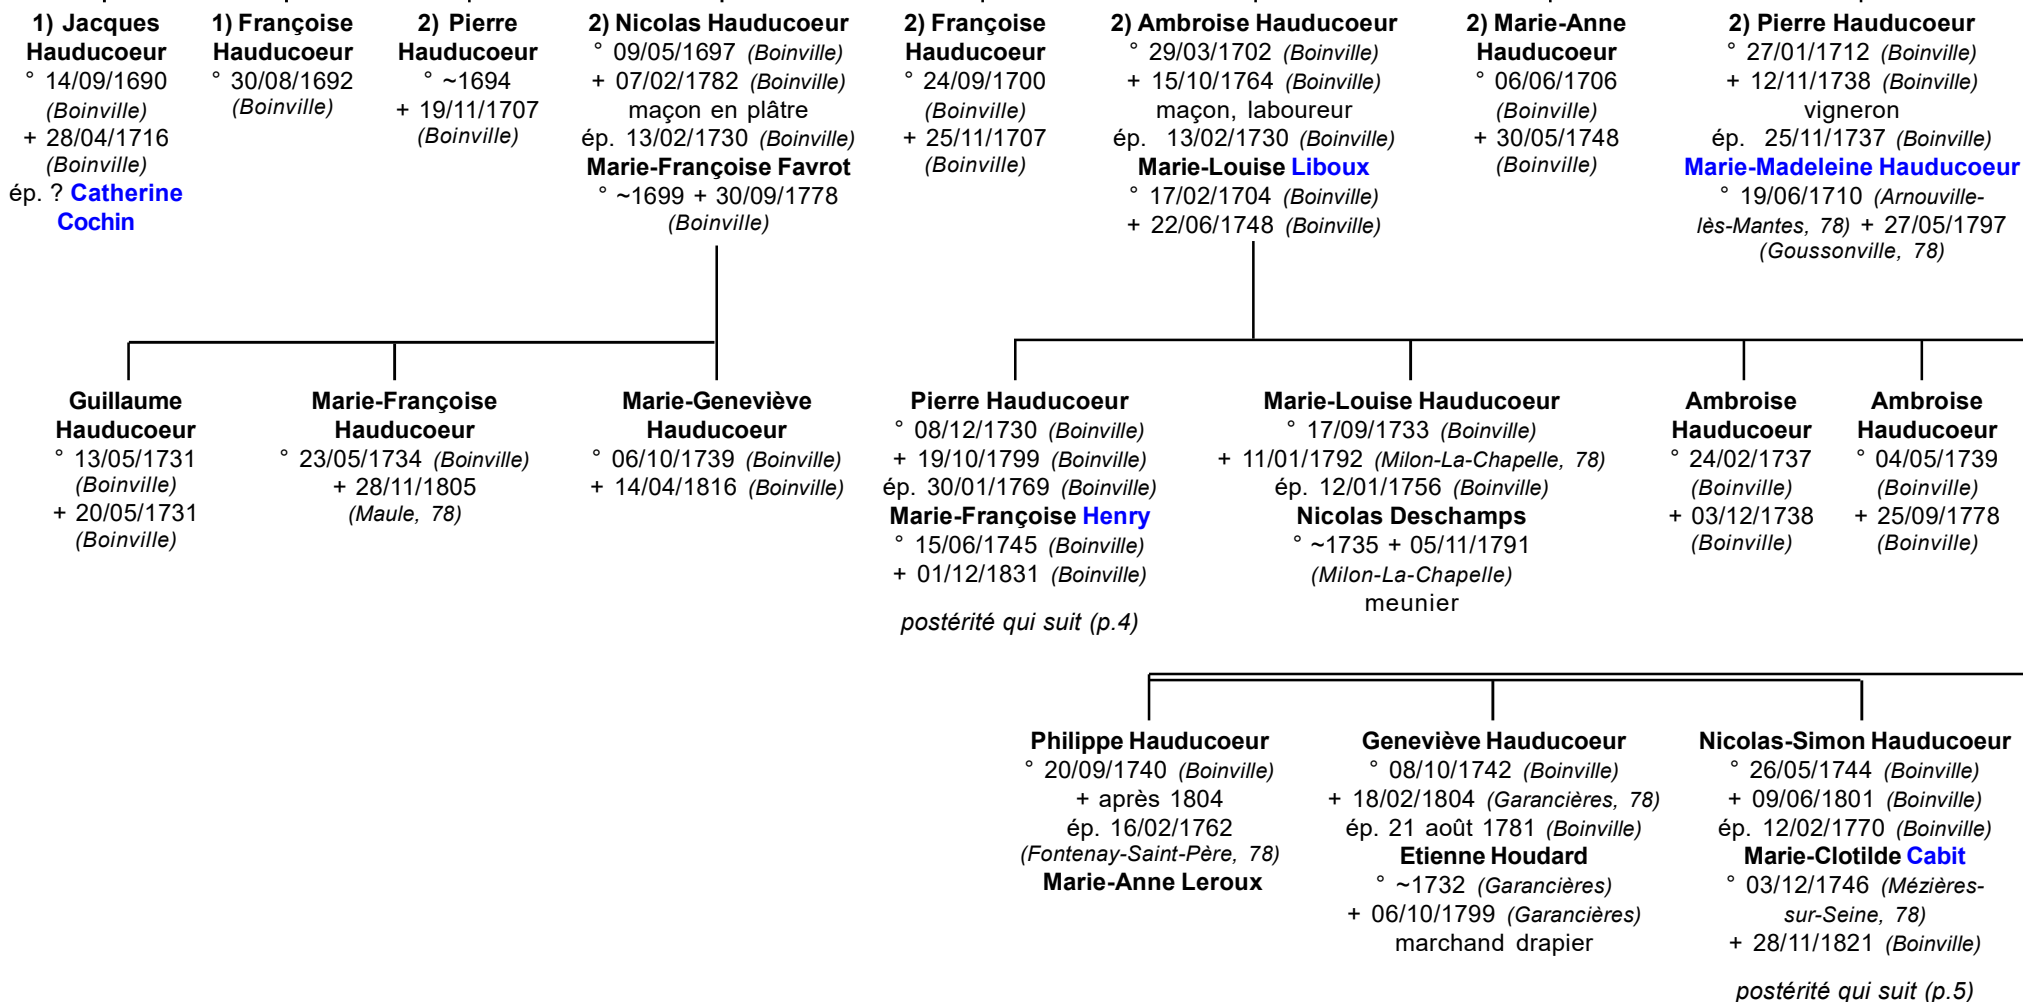 1) Jacques
Hauducoeur
° 14/09/1690
(Boinville)
+ 28/04/1716
(Boinville)
ép. ? Catherine
Cochin
1) Françoise
Hauducoeur
° 30/08/1692
(Boinville)
2) Pierre
Hauducoeur
° ~1694
+ 19/11/1707
(Boinville)
2) Nicolas Hauducoeur
° 09/05/1697 (Boinville)
+ 07/02/1782 (Boinville)
maçon en plâtre
ép. 13/02/1730 (Boinville)
Marie-Françoise Favrot
° ~1699 + 30/09/1778
(Boinville)
2) Françoise
Hauducoeur
° 24/09/1700
(Boinville)
+ 25/11/1707
(Boinville)
2) Ambroise Hauducoeur
° 29/03/1702 (Boinville)
+ 15/10/1764 (Boinville)
maçon, laboureur
ép. 13/02/1730 (Boinville)
Marie-Louise Liboux
° 17/02/1704 (Boinville)
+ 22/06/1748 (Boinville)
2) Marie-Anne
Hauducoeur
° 06/06/1706
(Boinville)
+ 30/05/1748
(Boinville)
2) Pierre Hauducoeur
° 27/01/1712 (Boinville)
+ 12/11/1738 (Boinville)
vigneron
ép. 25/11/1737 (Boinville)
Marie-Madeleine Hauducoeur
° 19/06/1710 (Arnouville-
lès-Mantes, 78) + 27/05/1797
(Goussonville, 78)
Guillaume
Hauducoeur
° 13/05/1731
(Boinville)
+ 20/05/1731
(Boinville)
Marie-Françoise
Hauducoeur
° 23/05/1734 (Boinville)
+ 28/11/1805
(Maule, 78)
Marie-Geneviève
Hauducoeur
° 06/10/1739 (Boinville)
+ 14/04/1816 (Boinville)
Pierre Hauducoeur
° 08/12/1730 (Boinville)
+ 19/10/1799 (Boinville)
ép. 30/01/1769 (Boinville)
Marie-Françoise Henry
° 15/06/1745 (Boinville)
+ 01/12/1831 (Boinville)
postérité qui suit (p.4)
Marie-Louise Hauducoeur
° 17/09/1733 (Boinville)
+ 11/01/1792 (Milon-La-Chapelle, 78)
ép. 12/01/1756 (Boinville)
Nicolas Deschamps
° ~1735 + 05/11/1791
(Milon-La-Chapelle)
meunier
Ambroise
Hauducoeur
° 24/02/1737
(Boinville)
+ 03/12/1738
(Boinville)
Ambroise
Hauducoeur
° 04/05/1739
(Boinville)
+ 25/09/1778
(Boinville)
Philippe Hauducoeur
° 20/09/1740 (Boinville)
+ après 1804
ép. 16/02/1762
(Fontenay-Saint-Père, 78)
Marie-Anne Leroux
Geneviève Hauducoeur
° 08/10/1742 (Boinville)
+ 18/02/1804 (Garancières, 78)
ép. 21 août 1781 (Boinville)
Etienne Houdard
° ~1732 (Garancières)
+ 06/10/1799 (Garancières)
marchand drapier
Nicolas-Simon Hauducoeur
° 26/05/1744 (Boinville)
+ 09/06/1801 (Boinville)
ép. 12/02/1770 (Boinville)
Marie-Clotilde Cabit
° 03/12/1746 (Mézières-
sur-Seine, 78)
+ 28/11/1821 (Boinville)
postérité qui suit (p.5)